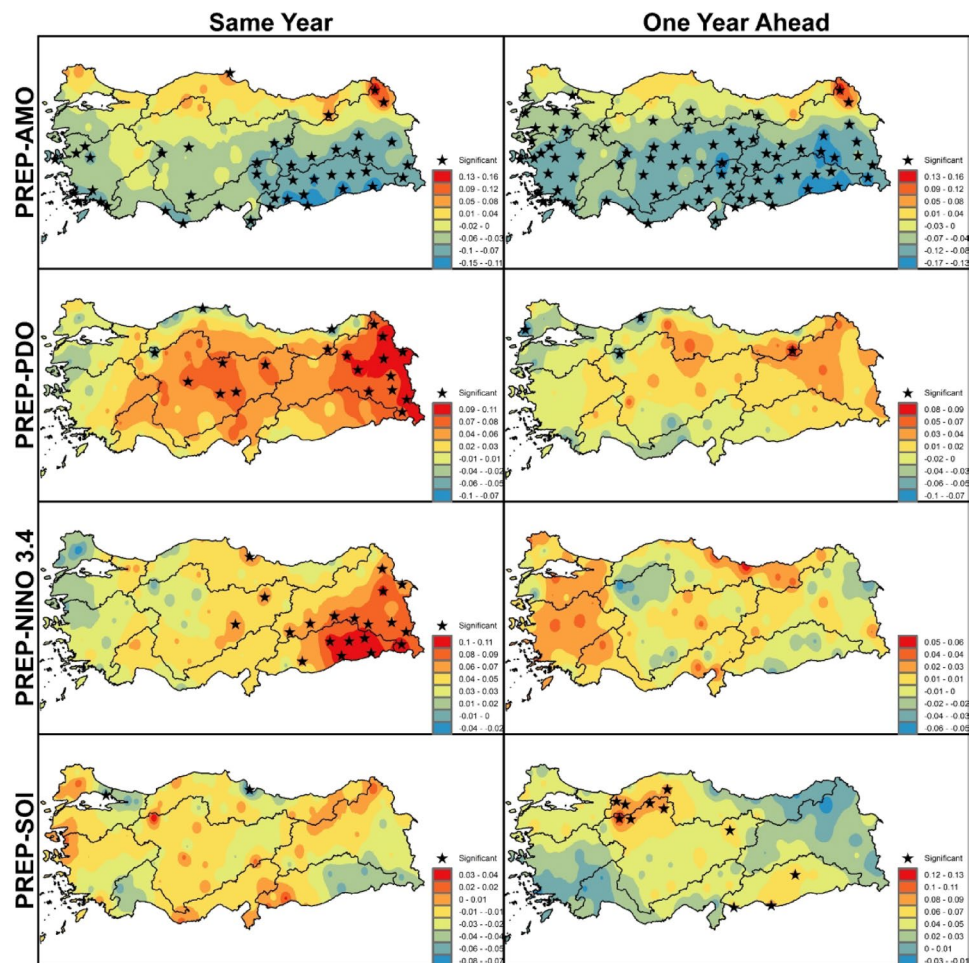 Same Year
One Year Ahead
PREP-AMO
★ Significant
0.13 - 0.16
0.09 - 0.12
0.05 - 0.08
0.01 - 0.04
-0.02 - 0
-0.06 - -0.03
-0.1 - -0.07
-0.15 - -0.11
★ Significant
0.13 - 0.16
0.09 - 0.12
0.05 - 0.08
0.01 - 0.04
-0.03 - 0
-0.07 - -0.04
-0.12 - -0.08
-0.17 - -0.13
PREP-PDO
★ Significant
0.09 - 0.11
0.07 - 0.08
0.04 - 0.06
0.02 - 0.03
-0.01 - 0.01
-0.04 - -0.02
-0.06 - -0.05
-0.1 - -0.07
★ Significant
0.08 - 0.09
0.05 - 0.07
0.03 - 0.04
0.01 - 0.02
-0.02 - 0
-0.04 - -0.03
-0.06 - -0.05
-0.1 - -0.07
PREP-NINO 3.4
★ Significant
0.1 - 0.11
0.08 - 0.09
0.06 - 0.07
0.04 - 0.05
0.03 - 0.03
0.01 - 0.02
-0.01 - 0
-0.04 - -0.02
0.05 - 0.06
0.04 - 0.04
0.02 - 0.03
0.01 - 0.01
-0.01 - 0
-0.02 - -0.02
-0.04 - -0.03
-0.06 - -0.05
PREP-SOI
★ Significant
0.03 - 0.04
0.02 - 0.02
0 - 0.01
-0.01 - -0.01
-0.03 - -0.02
-0.04 - -0.04
-0.06 - -0.05
-0.08 - -0.07
★ Significant
0.12 - 0.13
0.1 - 0.11
0.08 - 0.09
0.06 - 0.07
0.04 - 0.05
0.02 - 0.03
0 - 0.01
-0.03 - -0.01